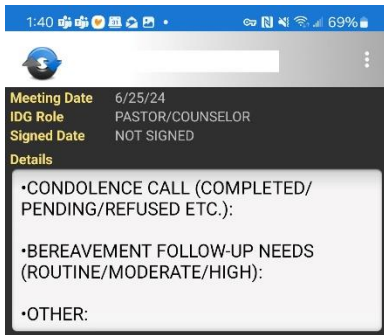 1:40 69%
Meeting Date 6/25/24
IDG Role PASTOR/COUNSELOR
Signed Date NOT SIGNED
Details
•CONDOLENCE CALL (COMPLETED/
PENDING/REFUSED ETC.):
•BEREAVEMENT FOLLOW-UP NEEDS
(ROUTINE/MODERATE/HIGH):
•OTHER: